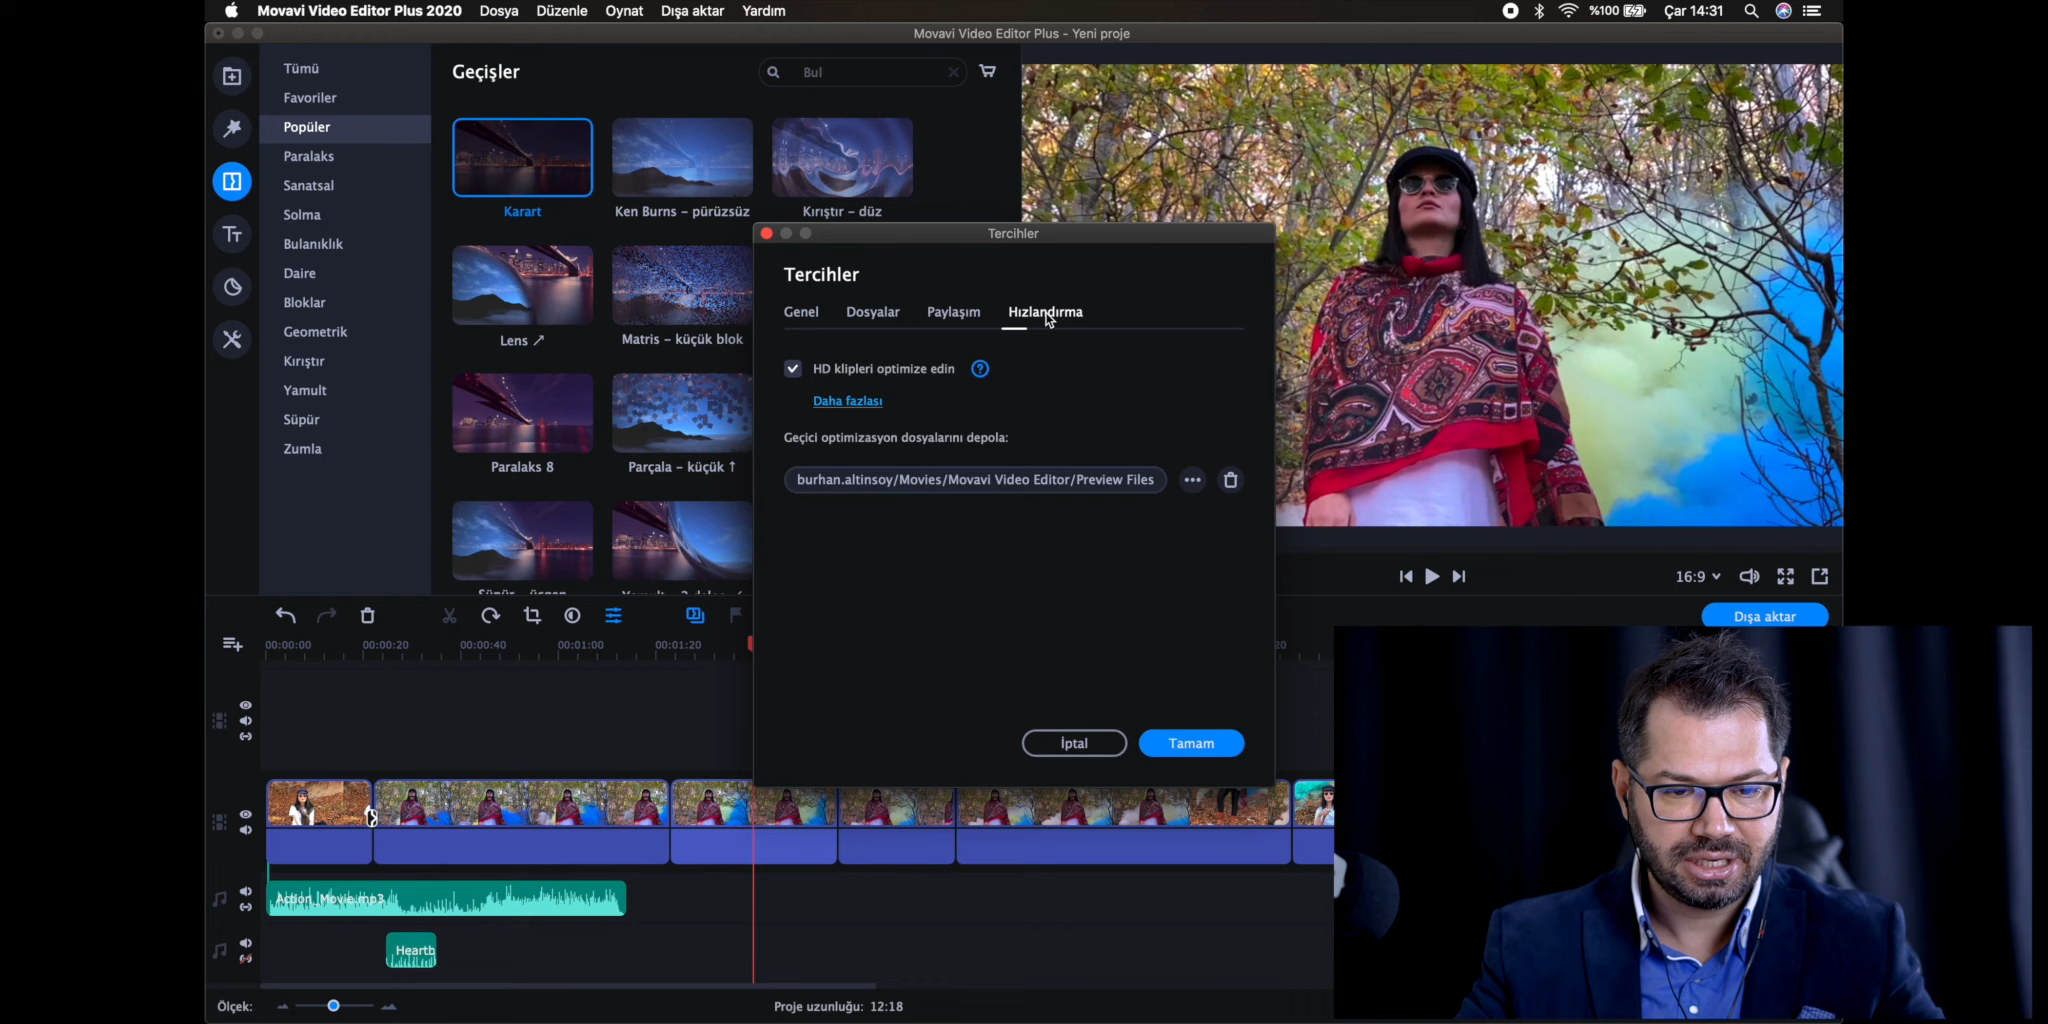 Movavi Video Editor Plus 2020 Dosya Düzenle Oynat Dışa aktar Yardım
%100 Çar 14:31
Movavi Video Editor Plus - Yeni proje
Tümü
Favoriler
Popüler
Paralaks
Sanatsal
Solma
Bulanıklık
Daire
Bloklar
Geometrik
Kırıştır
Yamult
Süpür
Zumla
Geçişler
Bul
Karart
Ken Burns – pürüzsüz
Kırıştır – düz
Lens ↗
Matris – küçük blok
Paralaks 8
Parçala – küçük ↑
Tercihler
Tercihler
Genel Dosyalar Paylaşım Hızlandırma
HD klipleri optimize edin ?
Daha fazlası
Geçici optimizasyon dosyalarını depola:
burhan.altinsoy/Movies/Movavi Video Editor/Preview Files
İptal Tamam
16:9
Dışa aktar
00:00:00 00:00:20 00:00:40 00:01:00 00:01:20
20
Action_Movie.mp3
Heartb
Ölçek:
Proje uzunluğu: 12:18